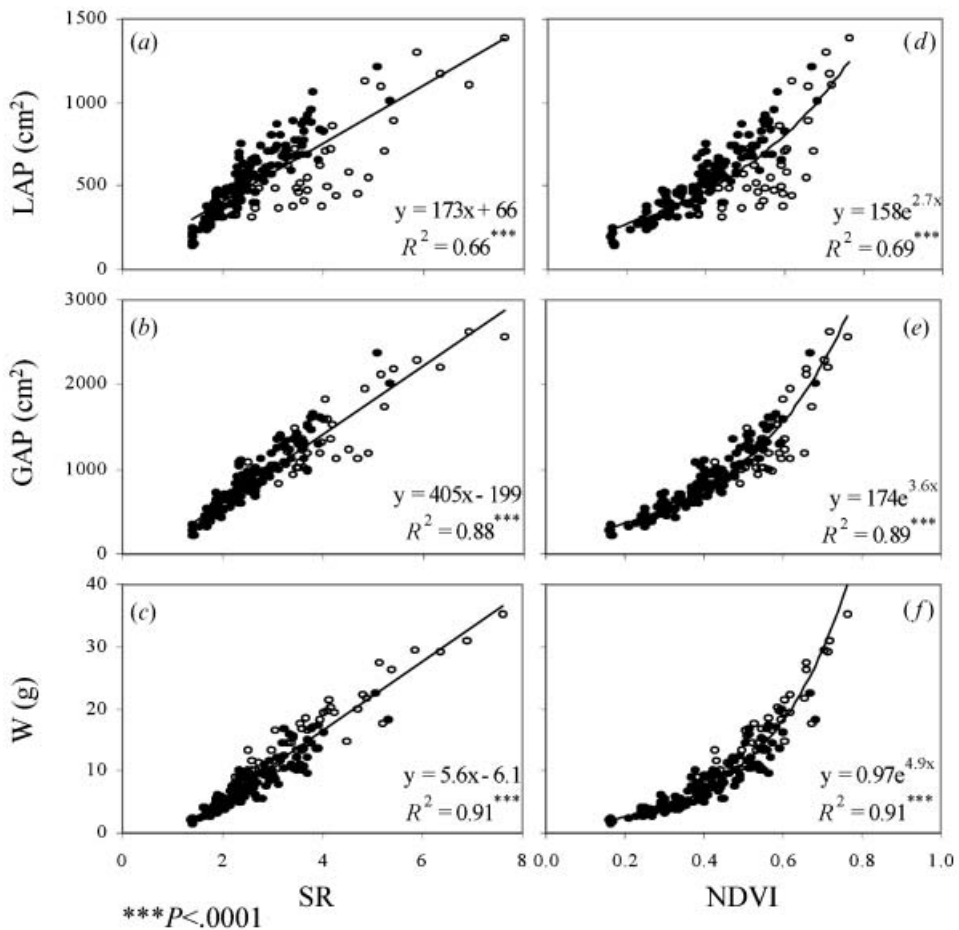 1500
1000
500
0
LAP (cm²)
(a)
y = 173x + 66
R² = 0.66***
(d)
y = 158e^2.7x
R² = 0.69***
3000
2000
1000
0
GAP (cm²)
(b)
y = 405x - 199
R² = 0.88***
(e)
y = 174e^3.6x
R² = 0.89***
40
30
20
10
0
W (g)
(c)
y = 5.6x - 6.1
R² = 0.91***
(f)
y = 0.97e^4.9x
R² = 0.91***
0 2 4 6 8
0.0 0.2 0.4 0.6 0.8 1.0
SR
NDVI
***P<.0001